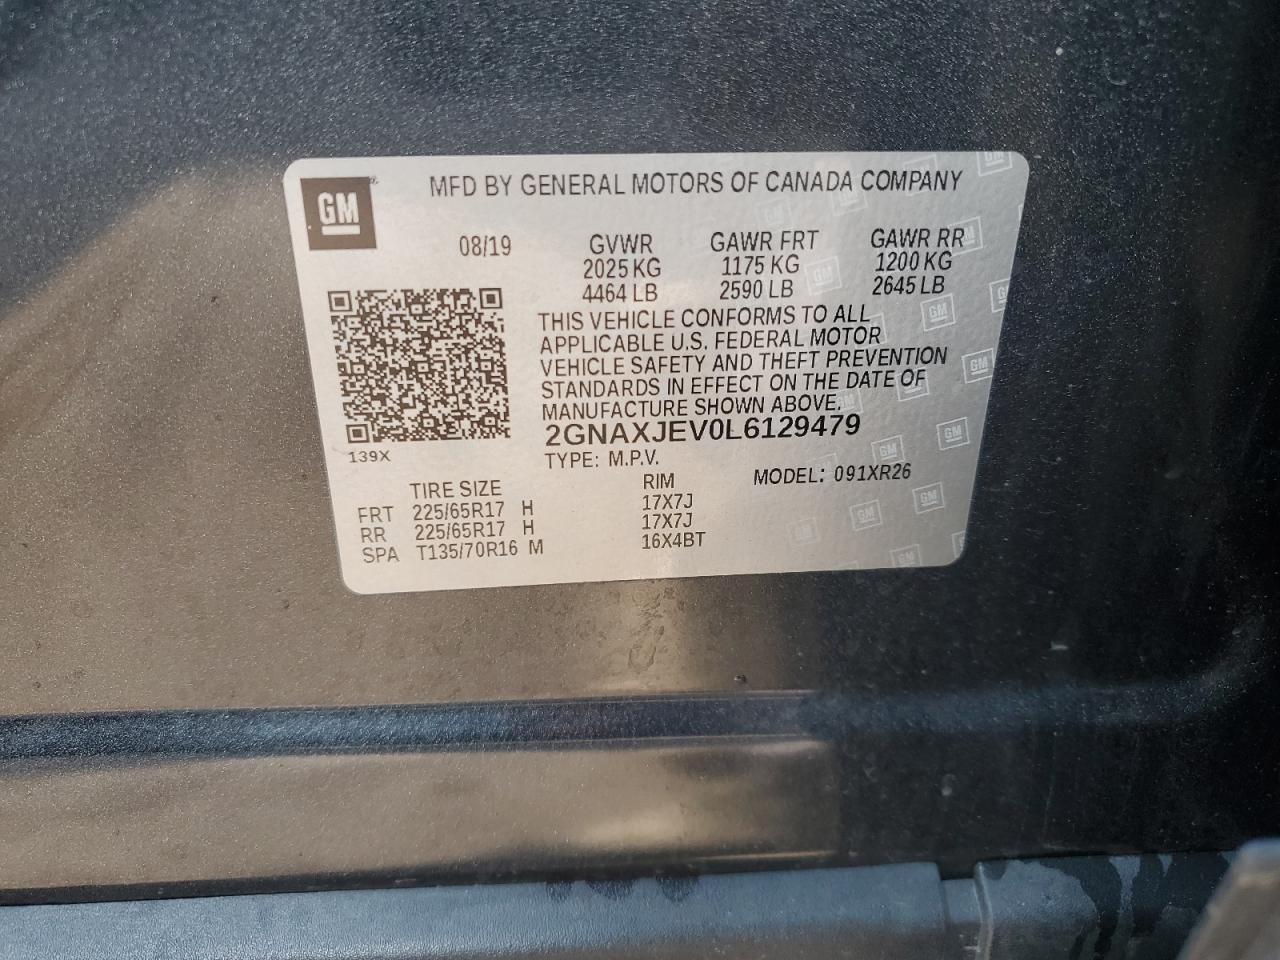 GM
MFD BY GENERAL MOTORS OF CANADA COMPANY
08/19 GVWR GAWR FRT GAWR RR
2025 KG 1175 KG 1200 KG
4464 LB 2590 LB 2645 LB
THIS VEHICLE CONFORMS TO ALL
APPLICABLE U.S. FEDERAL MOTOR
VEHICLE SAFETY AND THEFT PREVENTION
STANDARDS IN EFFECT ON THE DATE OF
MANUFACTURE SHOWN ABOVE.
2GNAXJEV0L6129479
139X
TYPE: M.P.V. MODEL: 091XR26
TIRE SIZE RIM
FRT 225/65R17 H 17X7J
RR 225/65R17 H 17X7J
SPA T135/70R16 M 16X4BT